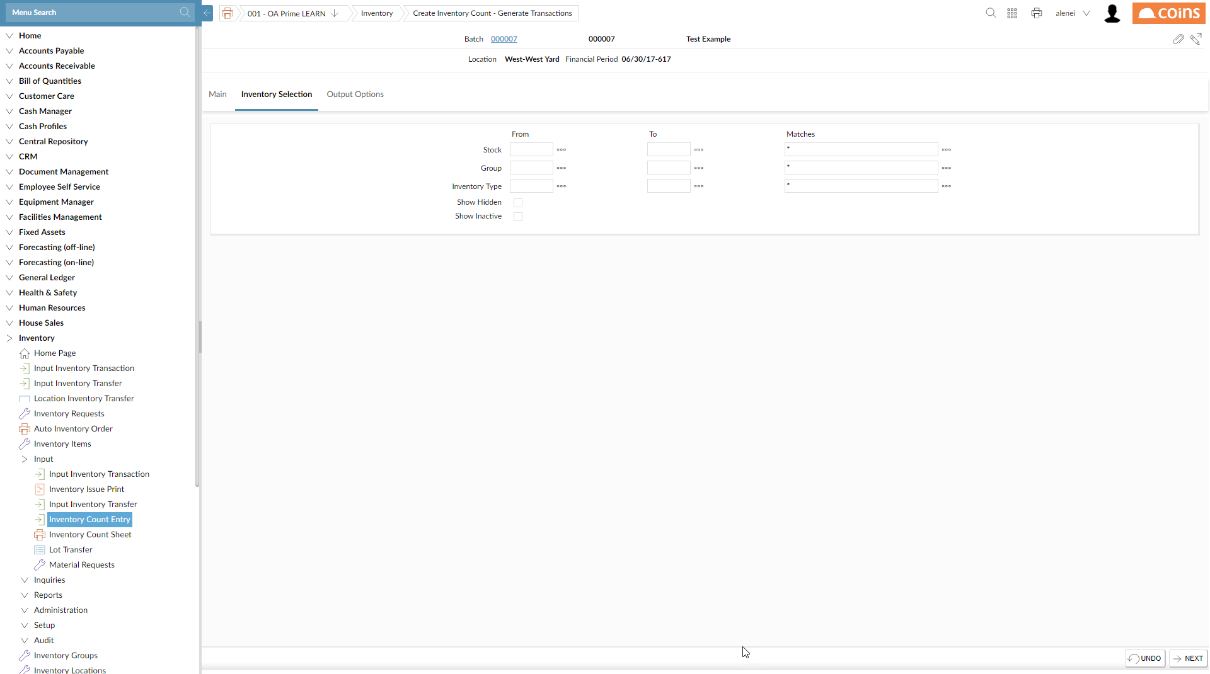 Menu Search
001 - OA Prime LEARN
Inventory
Create Inventory Count - Generate Transactions
alenei
coins
Batch 000007 000007 Test Example
Location West-West Yard Financial Period 06/30/17-617
Main Inventory Selection Output Options
From To Matches
Stock *
Group *
Inventory Type *
Show Hidden
Show Inactive
Home
Accounts Payable
Accounts Receivable
Bill of Quantities
Customer Care
Cash Manager
Cash Profiles
Central Repository
CRM
Document Management
Employee Self Service
Equipment Manager
Facilities Management
Fixed Assets
Forecasting (off-line)
Forecasting (on-line)
General Ledger
Health & Safety
Human Resources
House Sales
Inventory
Home Page
Input Inventory Transaction
Input Inventory Transfer
Location Inventory Transfer
Inventory Requests
Auto Inventory Order
Inventory Items
Input
Input Inventory Transaction
Inventory Issue Print
Input Inventory Transfer
Inventory Count Entry
Inventory Count Sheet
Lot Transfer
Material Requests
Inquiries
Reports
Administration
Setup
Audit
Inventory Groups
Inventory Locations
UNDO
NEXT